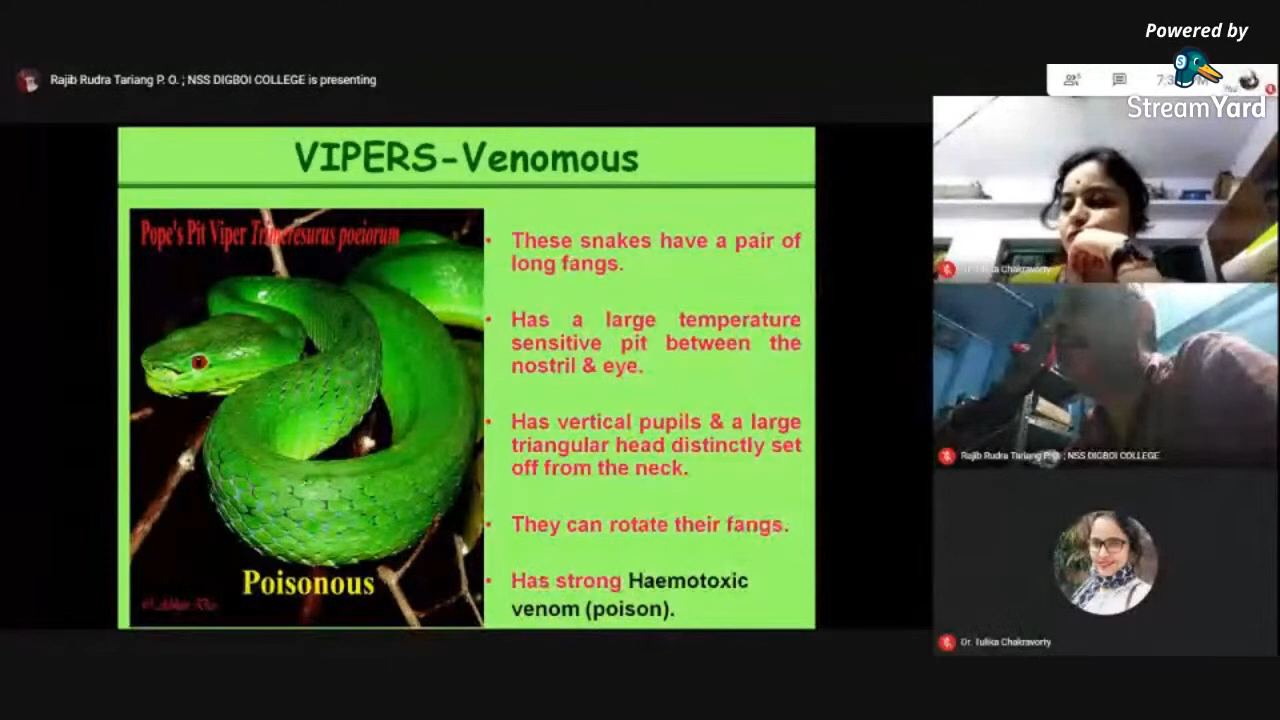 Powered by
Rajib Rudra Tariang P. O. ; NSS DIGBOI COLLEGE is presenting
StreamYard
VIPERS-Venomous
Pope's Pit Viper Trimeresurus poeiorum
• These snakes have a pair of
long fangs.
• Has a large temperature
sensitive pit between the
nostril & eye.
• Has vertical pupils & a large
triangular head distinctly set
off from the neck.
• They can rotate their fangs.
• Has strong Haemotoxic
venom (poison).
Poisonous
Chakravorty
Rajib Rudra Tariang P. O. ; NSS DIGBOI COLLEGE
Dr. Tulika Chakravorty